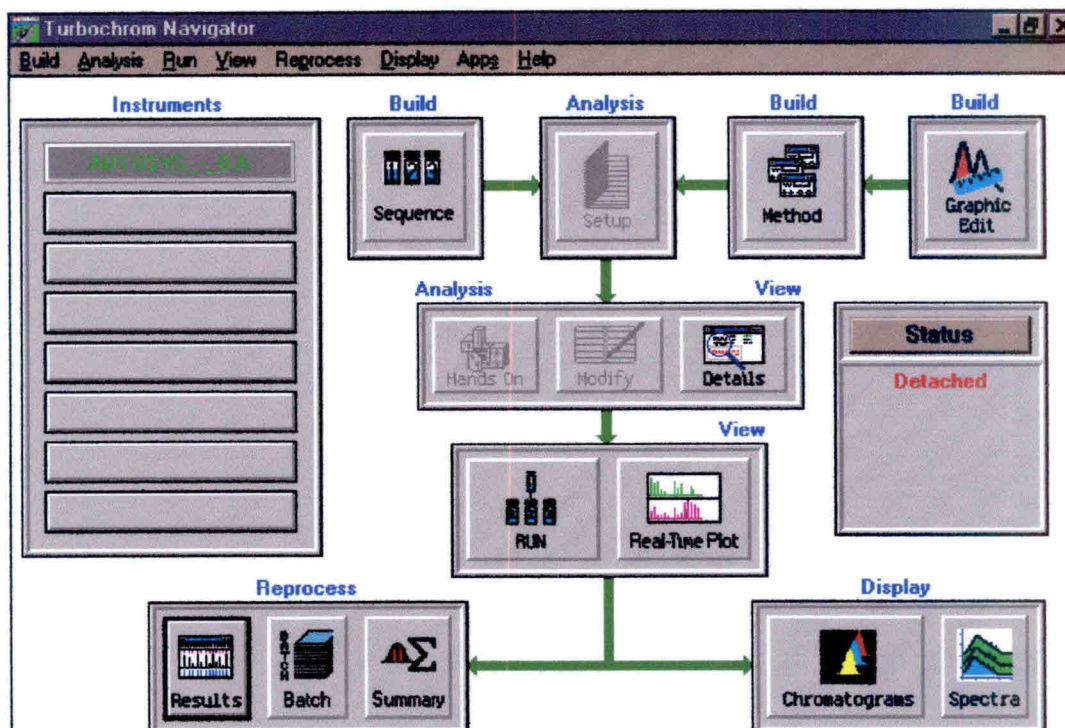 Turbochrom Navigator
Build Analysis Run View Reprocess Display Apps Help
Instruments
Build
Analysis
Build
Build
Sequence
Setup
Method
Graphic
Edit
Analysis
View
Hands On
Modify
Details
Status
Detached
View
RUN
Real-Time Plot
Reprocess
Display
BATCH
Results
Batch
Summary
Chromatograms
Spectra